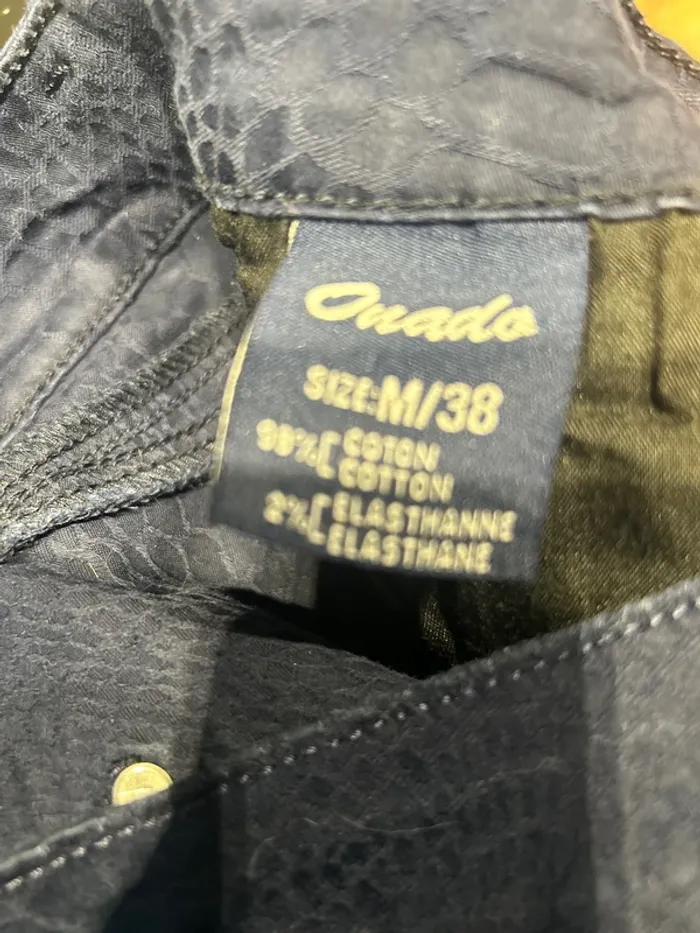 Onado
SIZE:M/38
98%[COTON
COTTON
2%[ELASTHANNE
ELASTHANE